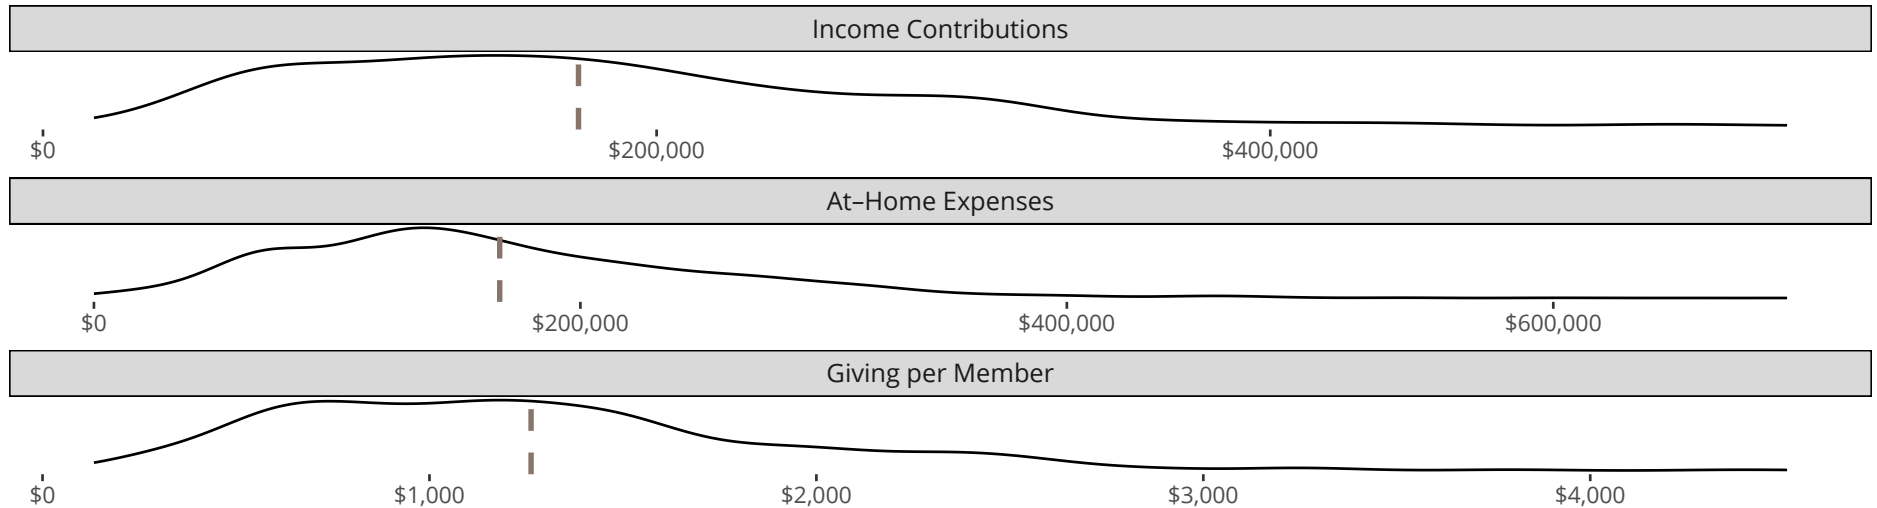 Income Contributions
$0 $200,000 $400,000
At–Home Expenses
$0 $200,000 $400,000 $600,000
Giving per Member
$0 $1,000 $2,000 $3,000 $4,000